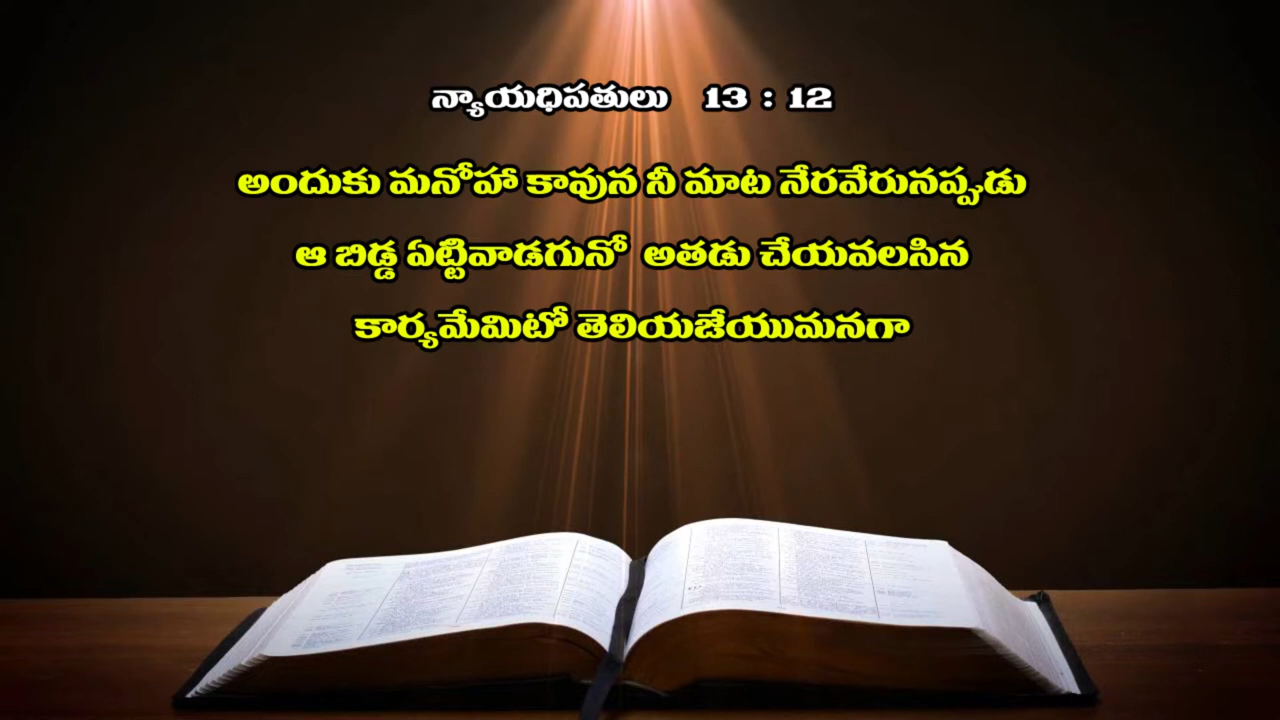 న్యాయధిపతులు 13 : 12
అందుకు మనోహా కావున నీ మాట నేరవేరునప్పుడు
ఆ బిడ్డ ఏట్టివాడగునో అతడు చేయవలసిన
కార్యమేమిటో తెలియజేయుమనగా